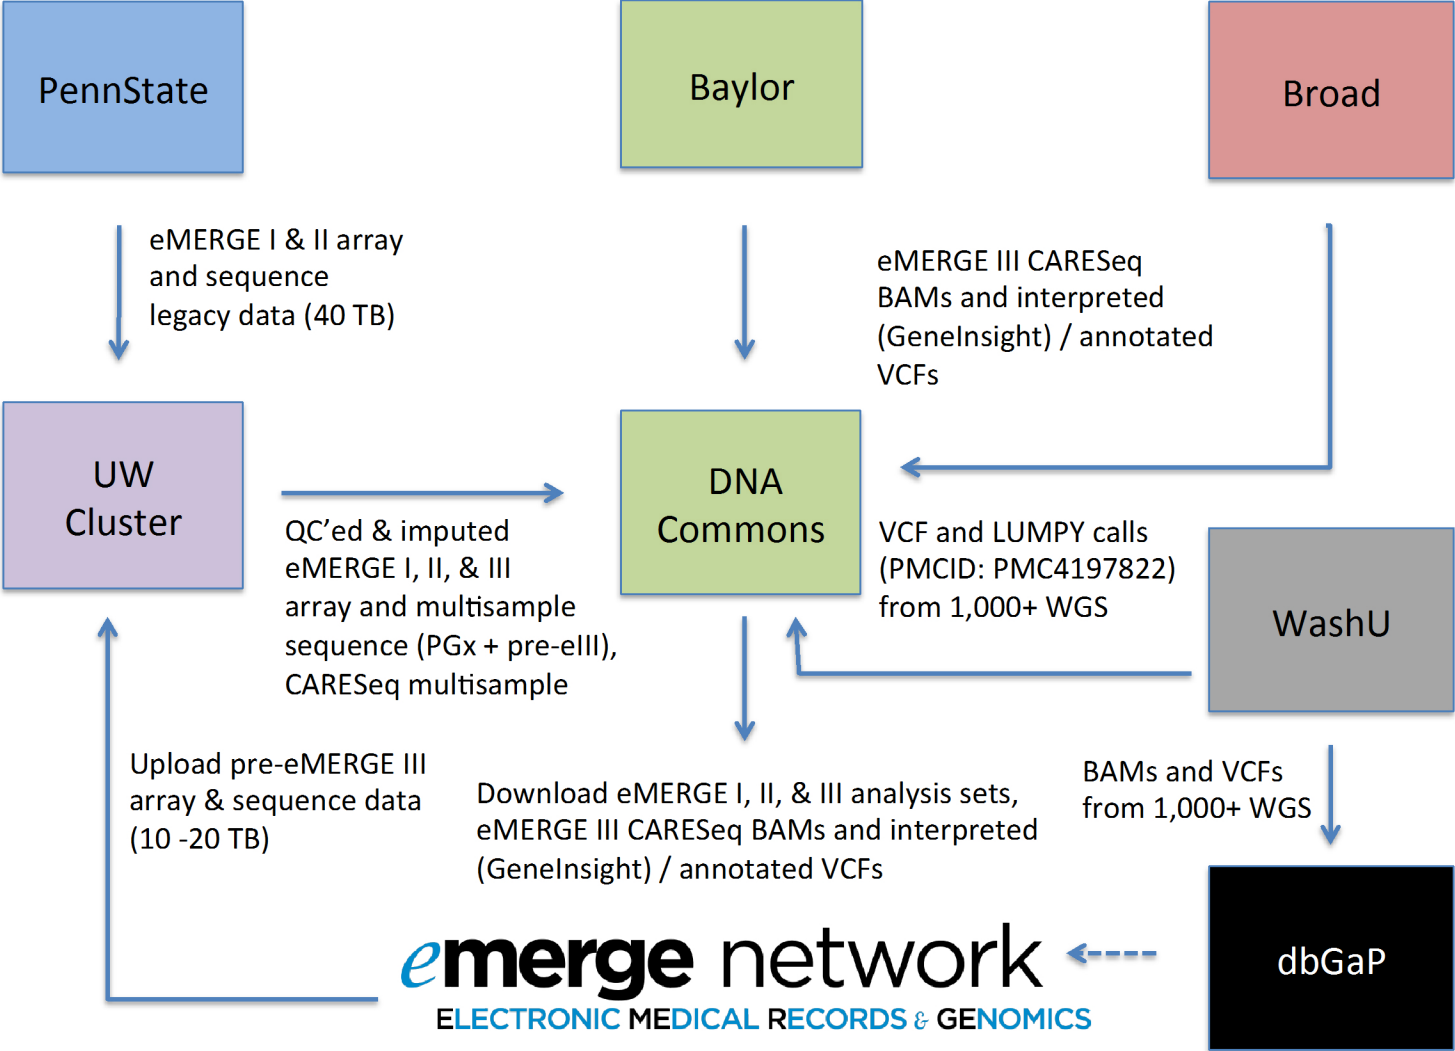 PennState
Baylor
Broad
eMERGE I & II array
and sequence
legacy data (40 TB)
eMERGE III CARESeq
BAMs and interpreted
(GeneInsight) / annotated
VCFs
UW
Cluster
DNA
Commons
QC’ed & imputed
eMERGE I, II, & III
array and multisample
sequence (PGx + pre-eIII),
CARESeq multisample
VCF and LUMPY calls
(PMCID: PMC4197822)
from 1,000+ WGS
WashU
Upload pre-eMERGE III
array & sequence data
(10 -20 TB)
Download eMERGE I, II, & III analysis sets,
eMERGE III CARESeq BAMs and interpreted
(GeneInsight) / annotated VCFs
BAMs and VCFs
from 1,000+ WGS
emerge network
ELECTRONIC MEDICAL RECORDS & GENOMICS
dbGaP